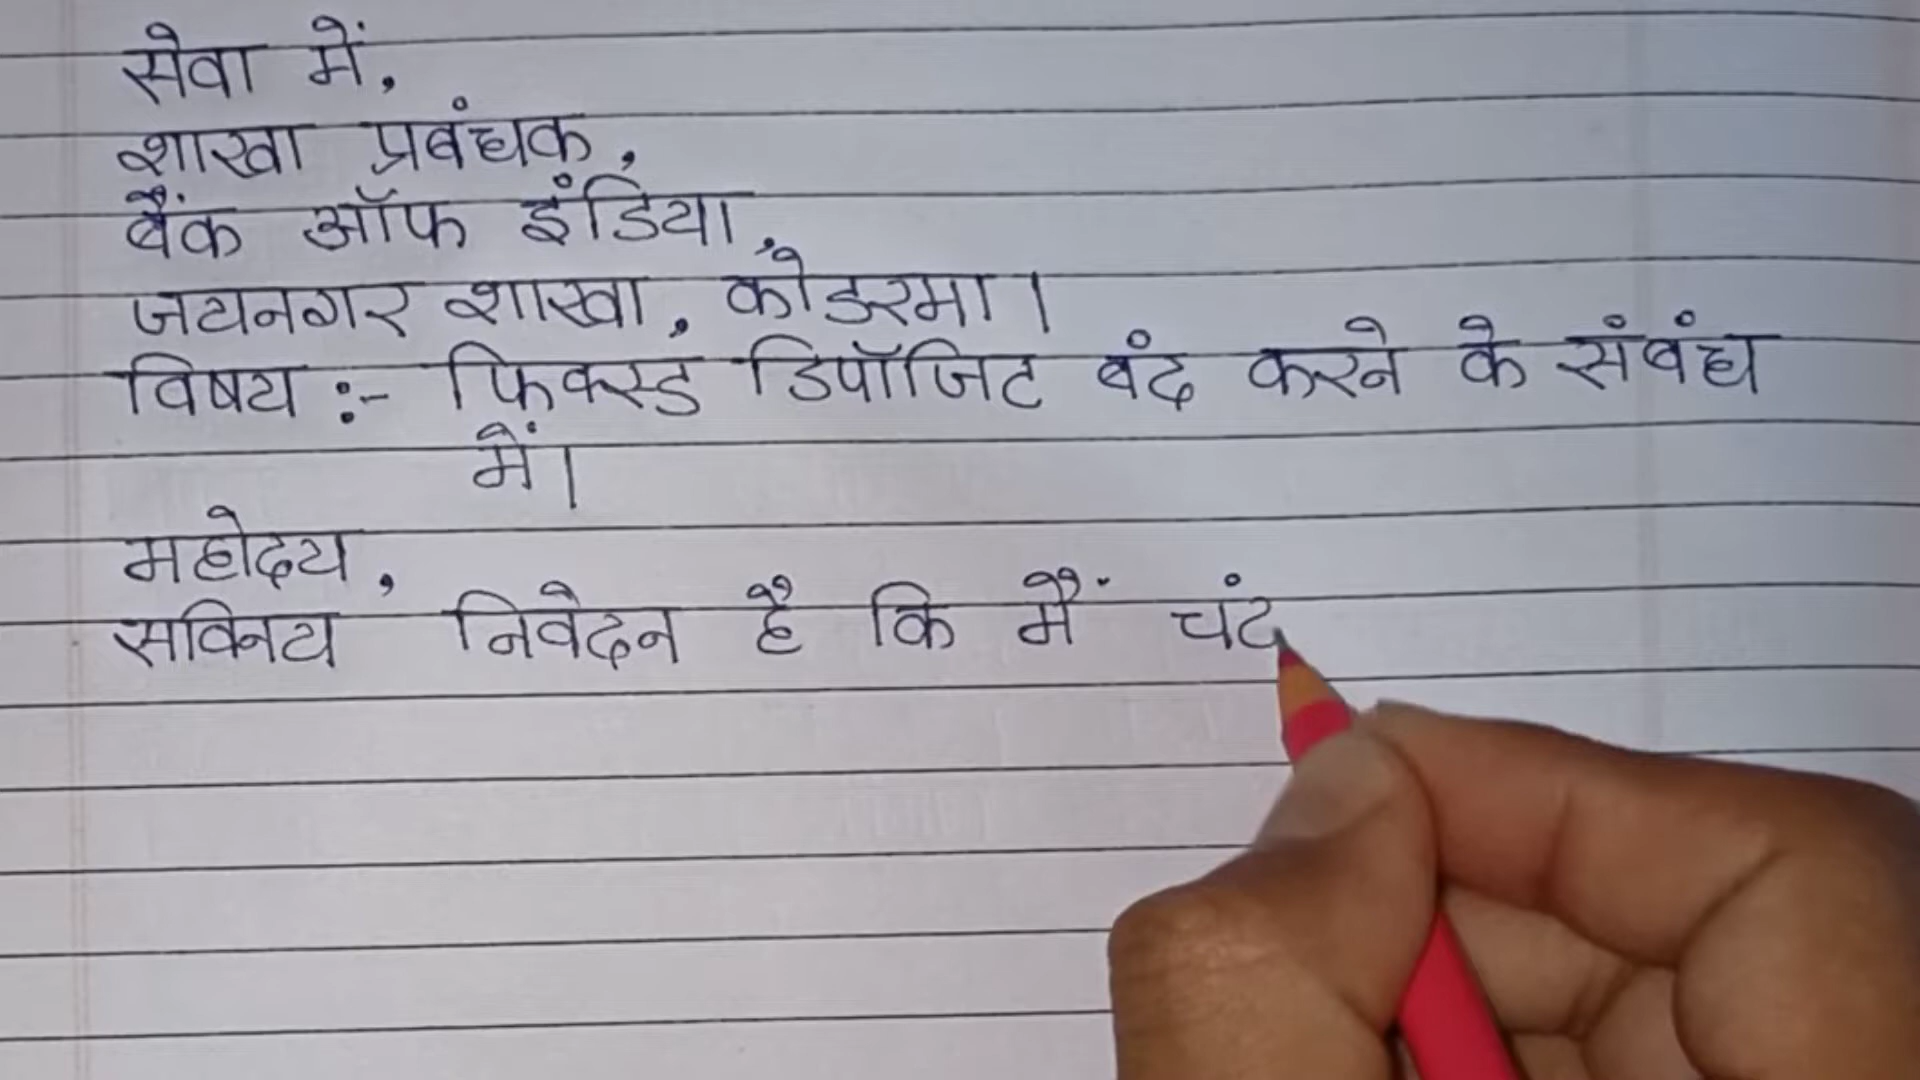 सेवा में,
शाखा प्रबंधक,
बैंक ऑफ इंडिया,
जयनगर शाखा, कोडरमा।
विषय :- फिक्स्ड डिपॉजिट बंद करने के संबंध
में।
महोदय,
सविनय निवेदन है कि मैं